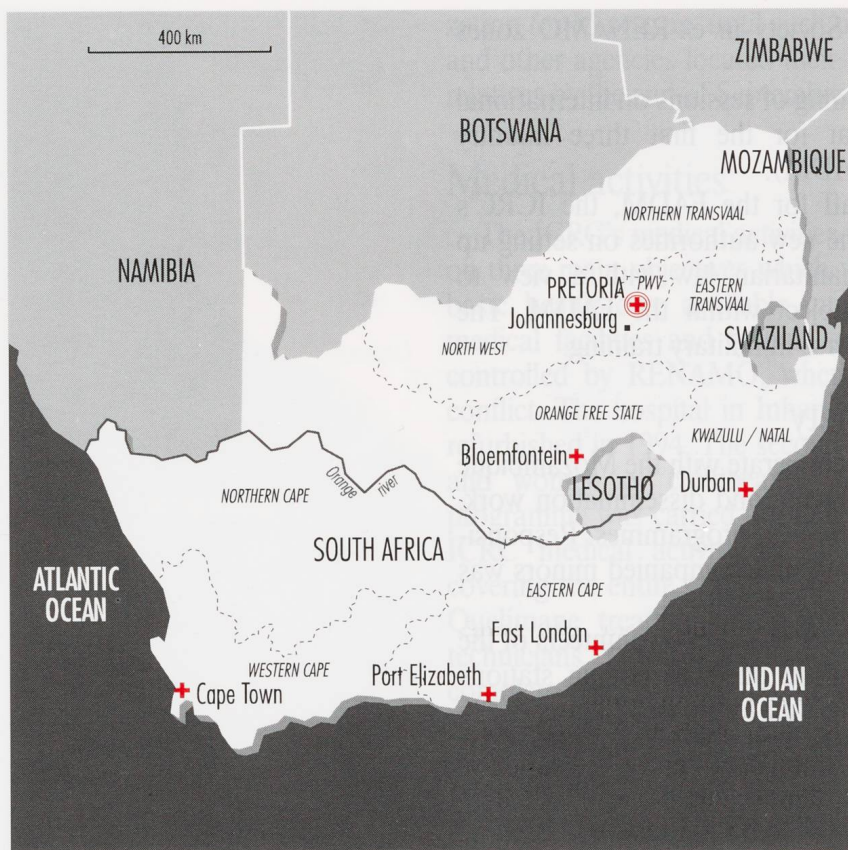 400 km
ZIMBABWE
BOTSWANA
MOZAMBIQUE
NORTHERN TRANSVAAL
NAMIBIA
PRETORIA
PWV
EASTERN
TRANSVAAL
Johannesburg
SWAZILAND
NORTH WEST
ORANGE FREE STATE
KWAZULU / NATAL
Bloemfontein
LESOTHO
Durban
Orange
river
NORTHERN CAPE
SOUTH AFRICA
ATLANTIC
OCEAN
EASTERN CAPE
East London
WESTERN CAPE
Port Elizabeth
Cape Town
INDIAN
OCEAN